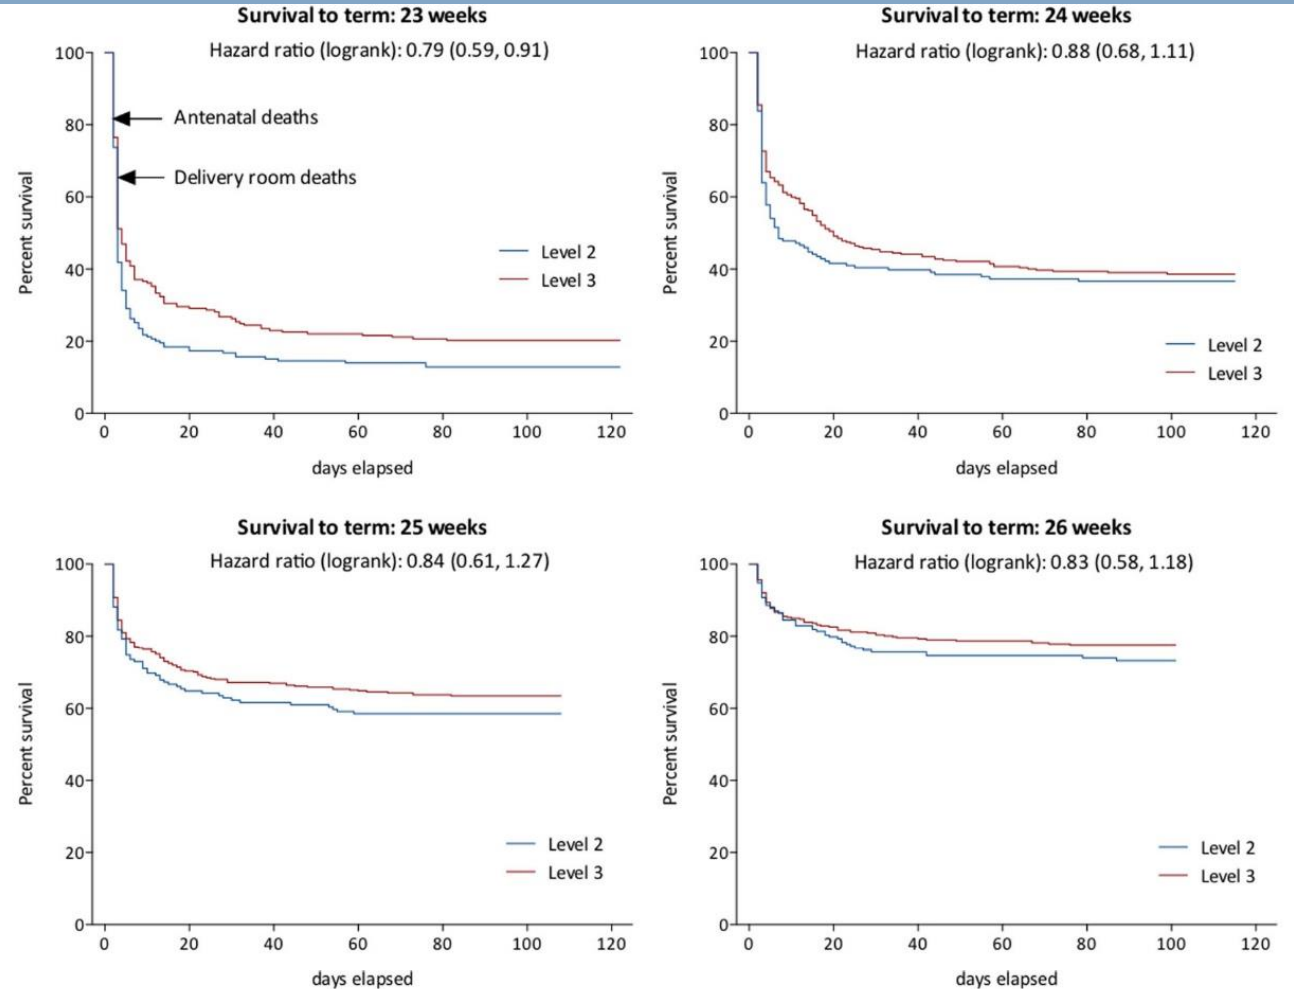 Survival to term: 23 weeks
Hazard ratio (logrank): 0.79 (0.59, 0.91)
100
80
60
40
20
0
Percent survival
Antenatal deaths
Delivery room deaths
Level 2
Level 3
0 20 40 60 80 100 120
days elapsed
Survival to term: 24 weeks
Hazard ratio (logrank): 0.88 (0.68, 1.11)
100
80
60
40
20
0
Percent survival
Level 2
Level 3
0 20 40 60 80 100 120
days elapsed
Survival to term: 25 weeks
Hazard ratio (logrank): 0.84 (0.61, 1.27)
100
80
60
40
20
0
Percent survival
Level 2
Level 3
0 20 40 60 80 100 120
days elapsed
Survival to term: 26 weeks
Hazard ratio (logrank): 0.83 (0.58, 1.18)
100
80
60
40
20
0
Percent survival
Level 2
Level 3
0 20 40 60 80 100 120
days elapsed